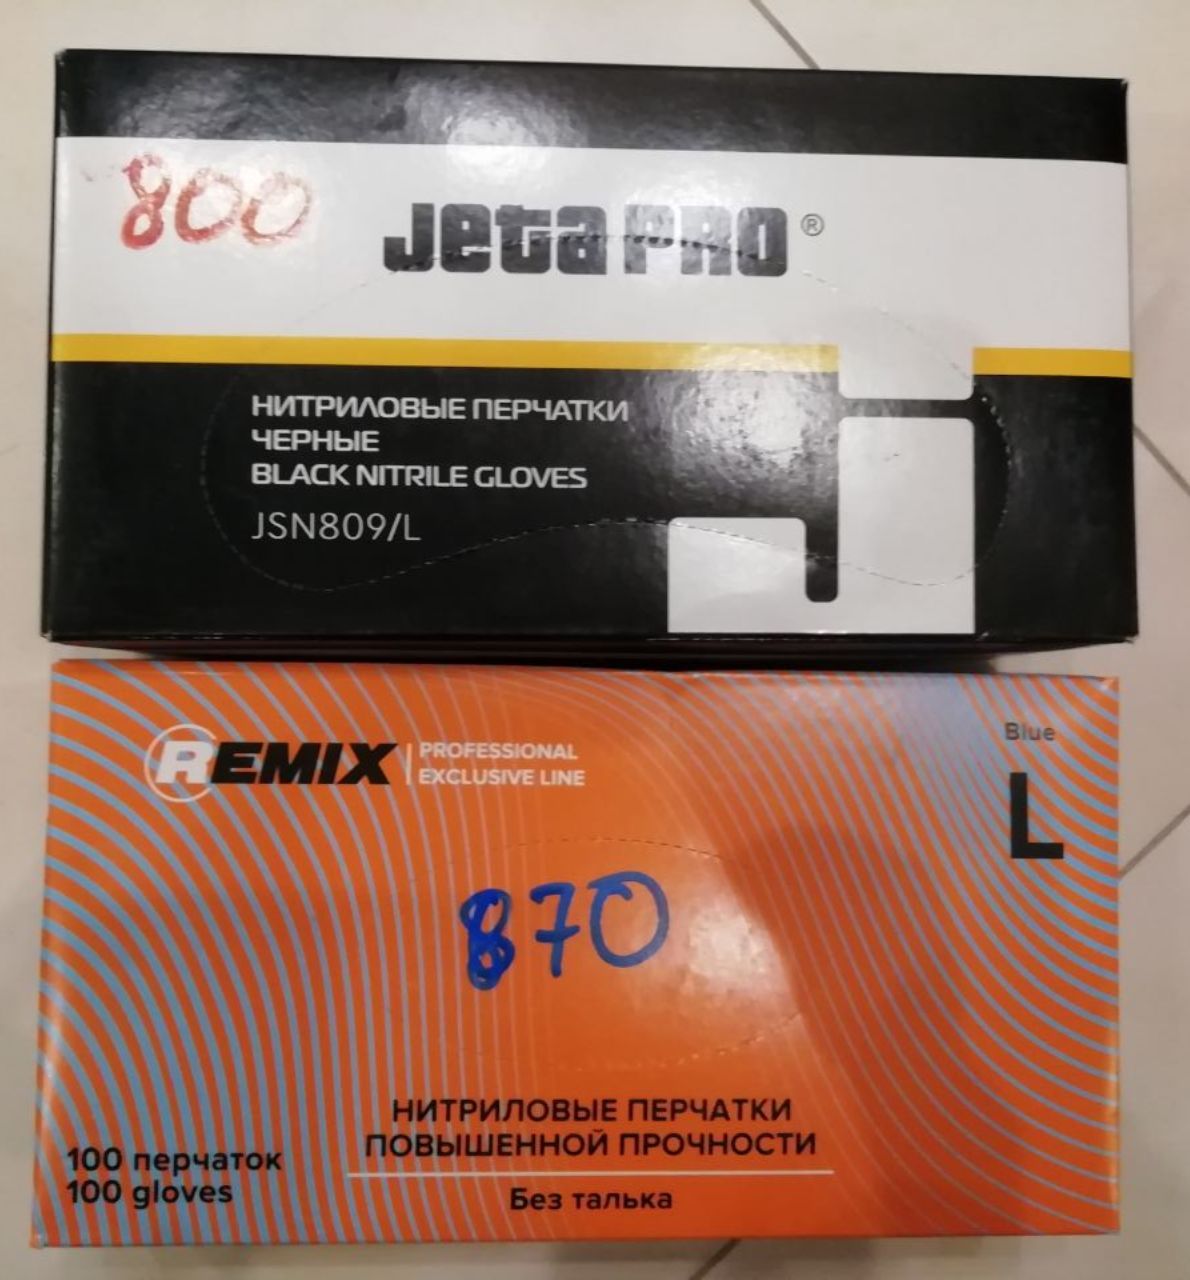 800
Jeta PRO®
НИТРИЛОВЫЕ ПЕРЧАТКИ
ЧЕРНЫЕ
BLACK NITRILE GLOVES
JSN809/L
REMIX
PROFESSIONAL
EXCLUSIVE LINE
Blue
L
870
НИТРИЛОВЫЕ ПЕРЧАТКИ
ПОВЫШЕННОЙ ПРОЧНОСТИ
Без талька
100 перчаток
100 gloves